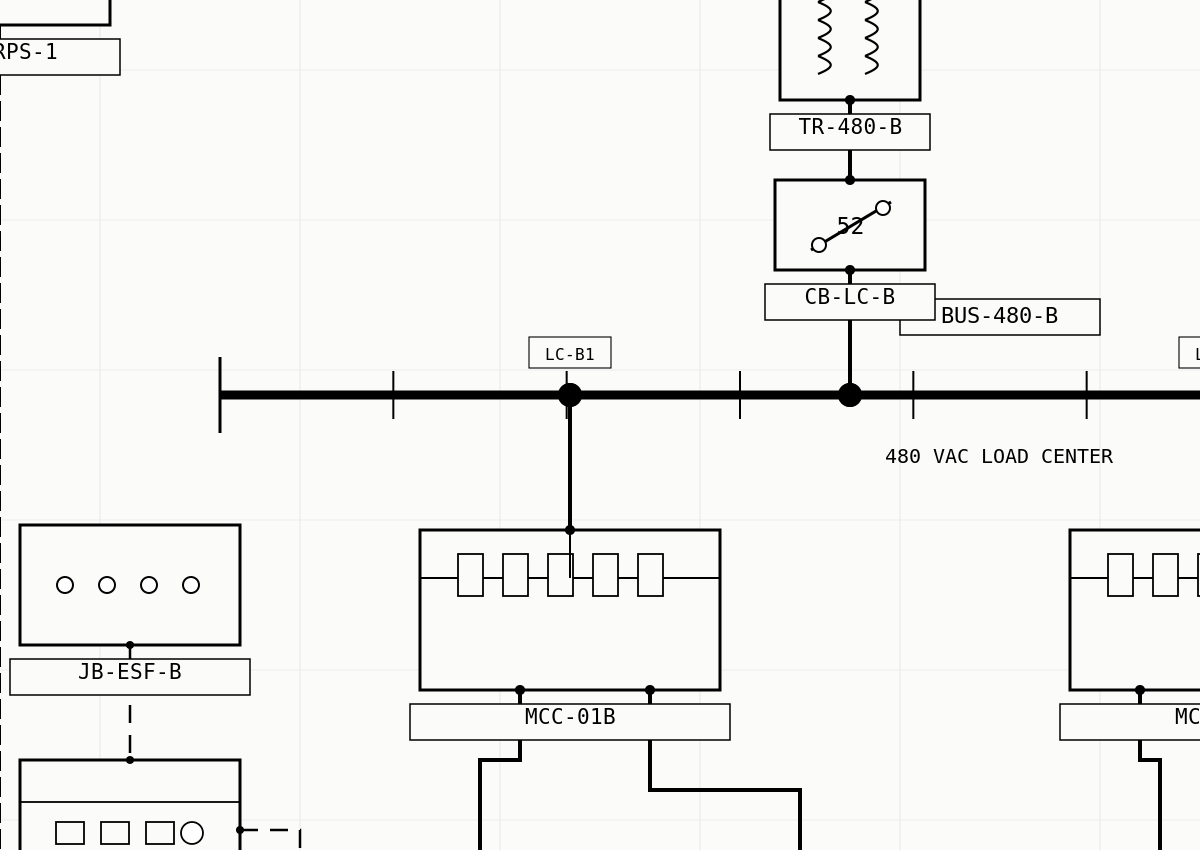 RPS-1
TR-480-B
52
CB-LC-B
BUS-480-B
LC-B1
480 VAC LOAD CENTER
JB-ESF-B
MCC-01B